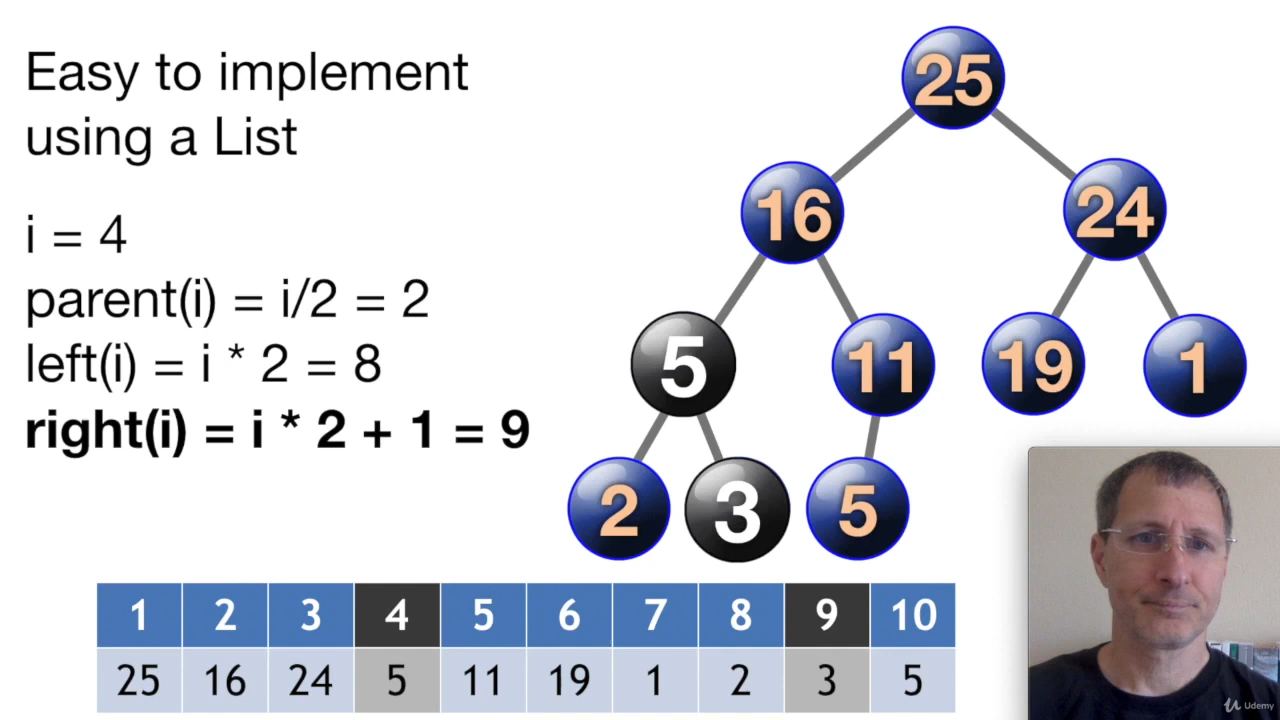 Easy to implement
using a List
i = 4
parent(i) = i/2 = 2
left(i) = i * 2 = 8
right(i) = i * 2 + 1 = 9
25
16 24
5 11 19 1
2 3 5
1 2 3 4 5 6 7 8 9 10
25 16 24 5 11 19 1 2 3 5
Udemy